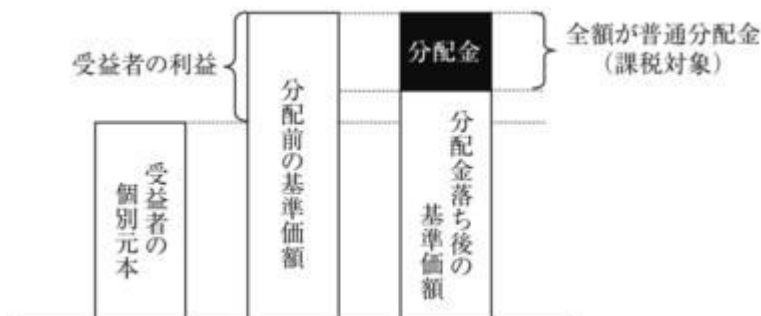 受益者の利益
分配金
全額が普通分配金
（課税対象）
受益者の
個別元本
分配前の基準価額
分配金落ち後の
基準価額